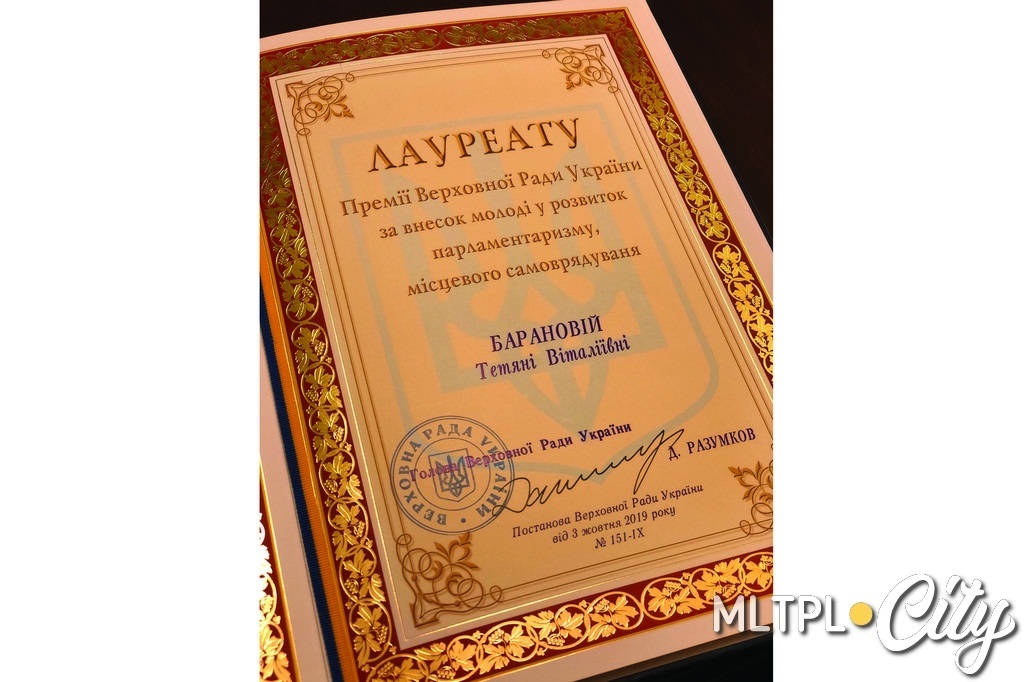 ЛАУРЕАТУ
Премії Верховної Ради України
за внесок молоді у розвиток
парламентаризму,
місцевого самоврядуваня
БАРАНОВІЙ
Тетяні Віталіївні
Голова Верховної Ради України
Д. РАЗУМКОВ
ВЕРХОВНА РАДА УКРАЇНИ
Постанова Верховної Ради України
від 3 жовтня 2019 року
№ 151-IX
MLTPL City